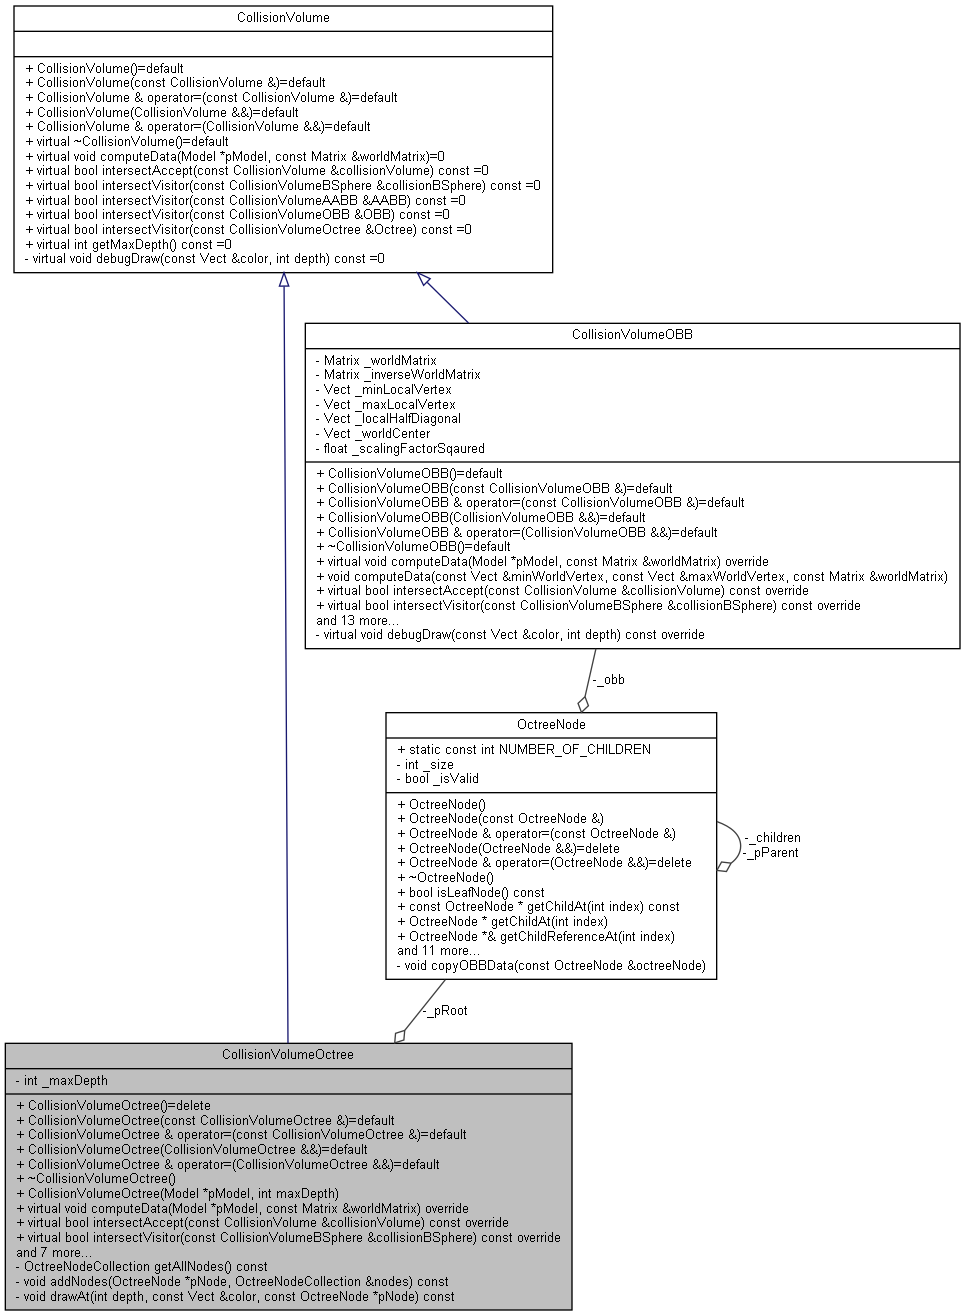 CollisionVolume
+ CollisionVolume()=default
+ CollisionVolume(const CollisionVolume &)=default
+ CollisionVolume & operator=(const CollisionVolume &)=default
+ CollisionVolume(CollisionVolume &&)=default
+ CollisionVolume & operator=(CollisionVolume &&)=default
+ virtual ~CollisionVolume()=default
+ virtual void computeData(Model *pModel, const Matrix &worldMatrix)=0
+ virtual bool intersectAccept(const CollisionVolume &collisionVolume) const =0
+ virtual bool intersectVisitor(const CollisionVolumeBSphere &collisionBSphere) const =0
+ virtual bool intersectVisitor(const CollisionVolumeAABB &AABB) const =0
+ virtual bool intersectVisitor(const CollisionVolumeOBB &OBB) const =0
+ virtual bool intersectVisitor(const CollisionVolumeOctree &Octree) const =0
+ virtual int getMaxDepth() const =0
- virtual void debugDraw(const Vect &color, int depth) const =0
CollisionVolumeOBB
- Matrix _worldMatrix
- Matrix _inverseWorldMatrix
- Vect _minLocalVertex
- Vect _maxLocalVertex
- Vect _localHalfDiagonal
- Vect _worldCenter
- float _scalingFactorSqaured
+ CollisionVolumeOBB()=default
+ CollisionVolumeOBB(const CollisionVolumeOBB &)=default
+ CollisionVolumeOBB & operator=(const CollisionVolumeOBB &)=default
+ CollisionVolumeOBB(CollisionVolumeOBB &&)=default
+ CollisionVolumeOBB & operator=(CollisionVolumeOBB &&)=default
+ ~CollisionVolumeOBB()=default
+ virtual void computeData(Model *pModel, const Matrix &worldMatrix) override
+ void computeData(const Vect &minWorldVertex, const Vect &maxWorldVertex, const Matrix &worldMatrix)
+ virtual bool intersectAccept(const CollisionVolume &collisionVolume) const override
+ virtual bool intersectVisitor(const CollisionVolumeBSphere &collisionBSphere) const override
and 13 more...
- virtual void debugDraw(const Vect &color, int depth) const override
-_obb
OctreeNode
+ static const int NUMBER_OF_CHILDREN
- int _size
- bool _isValid
+ OctreeNode()
+ OctreeNode(const OctreeNode &)
+ OctreeNode & operator=(const OctreeNode &)
+ OctreeNode(OctreeNode &&)=delete
+ OctreeNode & operator=(OctreeNode &&)=delete
+ ~OctreeNode()
+ bool isLeafNode() const
+ const OctreeNode * getChildAt(int index) const
+ OctreeNode * getChildAt(int index)
+ OctreeNode *& getChildReferenceAt(int index)
and 11 more...
- void copyOBBData(const OctreeNode &octreeNode)
-_children
-_pParent
-_pRoot
CollisionVolumeOctree
- int _maxDepth
+ CollisionVolumeOctree()=delete
+ CollisionVolumeOctree(const CollisionVolumeOctree &)=default
+ CollisionVolumeOctree & operator=(const CollisionVolumeOctree &)=default
+ CollisionVolumeOctree(CollisionVolumeOctree &&)=default
+ CollisionVolumeOctree & operator=(CollisionVolumeOctree &&)=default
+ ~CollisionVolumeOctree()
+ CollisionVolumeOctree(Model *pModel, int maxDepth)
+ virtual void computeData(Model *pModel, const Matrix &worldMatrix) override
+ virtual bool intersectAccept(const CollisionVolume &collisionVolume) const override
+ virtual bool intersectVisitor(const CollisionVolumeBSphere &collisionBSphere) const override
and 7 more...
- OctreeNodeCollection getAllNodes() const
- void addNodes(OctreeNode *pNode, OctreeNodeCollection &nodes) const
- void drawAt(int depth, const Vect &color, const OctreeNode *pNode) const